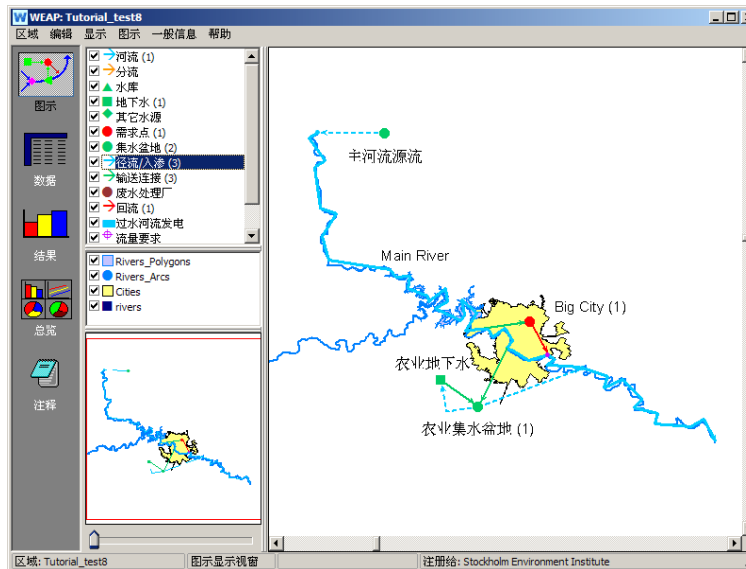 WEAP: Tutorial_test8
区域 编辑 显示 图示 一般信息 帮助
图示
数据
结果
总览
注释
河流 (1)
分流
水库
地下水 (1)
其它水源
需求点 (1)
集水盆地 (2)
径流/入渗 (3)
输送连接 (3)
废水处理厂
回流 (1)
过水河流发电
流量要求
Rivers_Polygons
Rivers_Arcs
Cities
rivers
主河流源流
Main River
Big City (1)
农业地下水
农业集水盆地 (1)
区域: Tutorial_test8
图示显示视窗
注册给: Stockholm Environment Institute